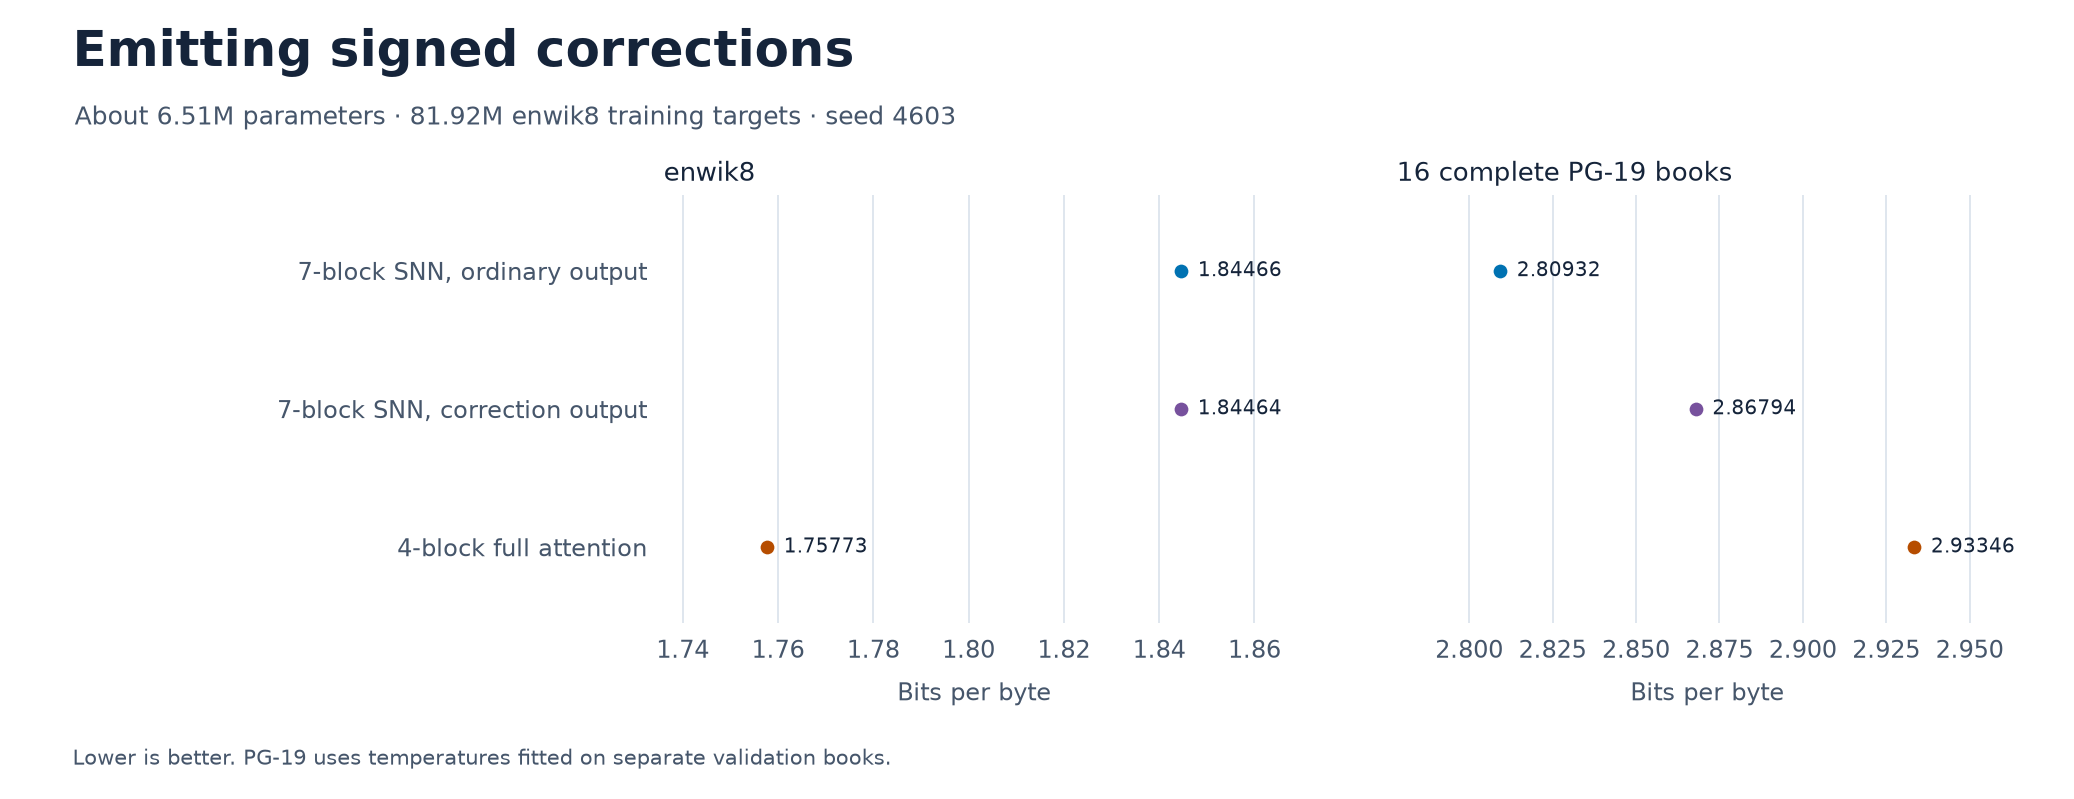 Emitting signed corrections
About 6.51M parameters · 81.92M enwik8 training targets · seed 4603
enwik8
16 complete PG-19 books
7-block SNN, ordinary output
1.84466
2.80932
7-block SNN, correction output
1.84464
2.86794
4-block full attention
1.75773
2.93346
1.74 1.76 1.78 1.80 1.82 1.84 1.86
2.800 2.825 2.850 2.875 2.900 2.925 2.950
Bits per byte
Bits per byte
Lower is better. PG-19 uses temperatures fitted on separate validation books.